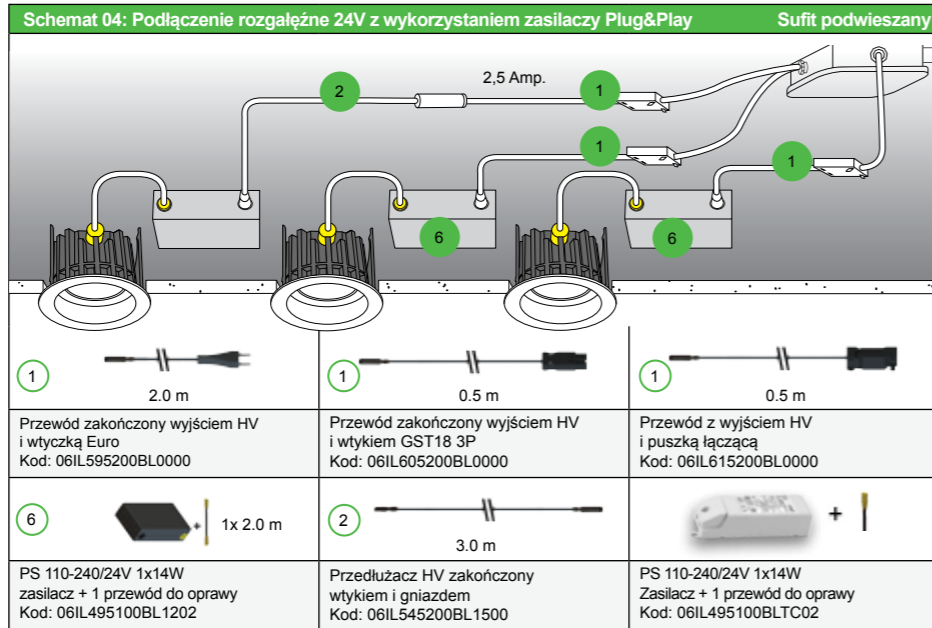 Schemat 04: Podłączenie rozgałęźne 24V z wykorzystaniem zasilaczy Plug&Play Sufit podwieszany
2 2,5 Amp. 1
1
1
6 6
1
2.0 m
Przewód zakończony wyjściem HV
i wtyczką Euro
Kod: 06IL595200BL0000
1
0.5 m
Przewód zakończony wyjściem HV
i wtykiem GST18 3P
Kod: 06IL605200BL0000
1
0.5 m
Przewód z wyjściem HV
i puszką łączącą
Kod: 06IL615200BL0000
6
+ 1x 2.0 m
PS 110-240/24V 1x14W
zasilacz + 1 przewód do oprawy
Kod: 06IL495100BL1202
2
3.0 m
Przedłużacz HV zakończony
wtykiem i gniazdem
Kod: 06IL545200BL1500
+
PS 110-240/24V 1x14W
Zasilacz + 1 przewód do oprawy
Kod: 06IL495100BLTC02